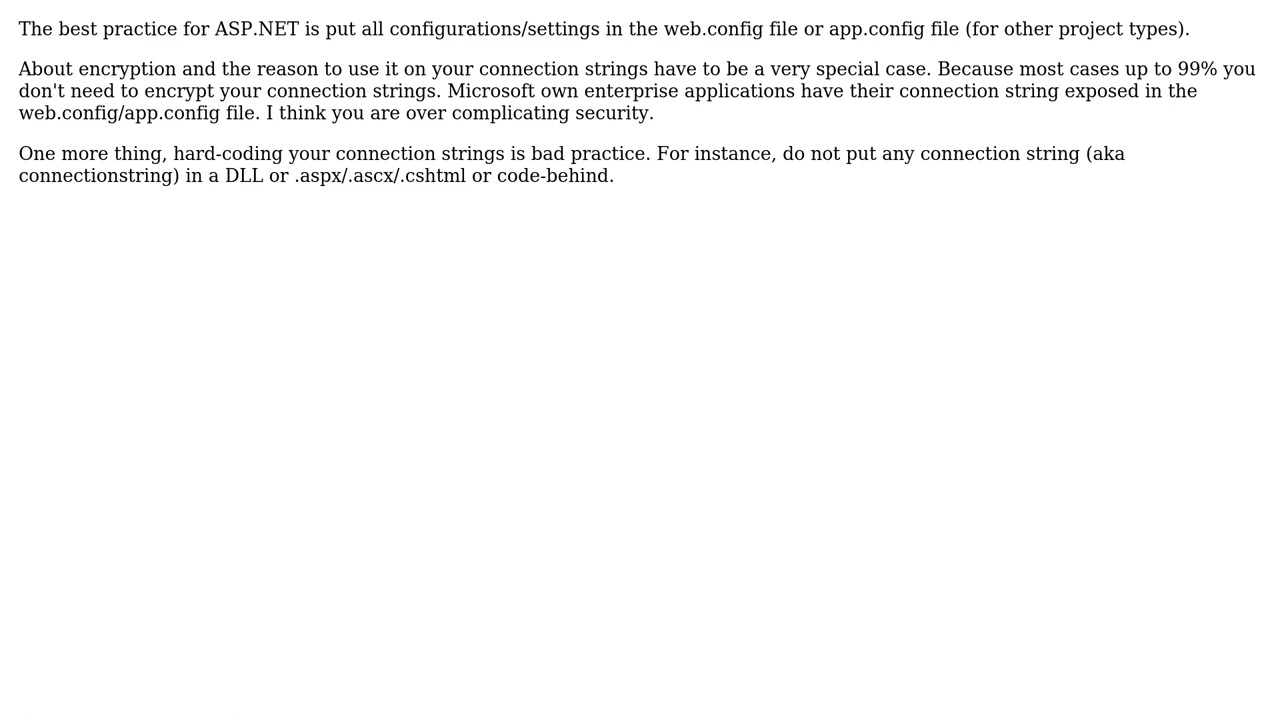 The best practice for ASP.NET is put all configurations/settings in the web.config file or app.config file (for other project types).
About encryption and the reason to use it on your connection strings have to be a very special case. Because most cases up to 99% you
don't need to encrypt your connection strings. Microsoft own enterprise applications have their connection string exposed in the
web.config/app.config file. I think you are over complicating security.
One more thing, hard-coding your connection strings is bad practice. For instance, do not put any connection string (aka
connectionstring) in a DLL or .aspx/.ascx/.cshtml or code-behind.